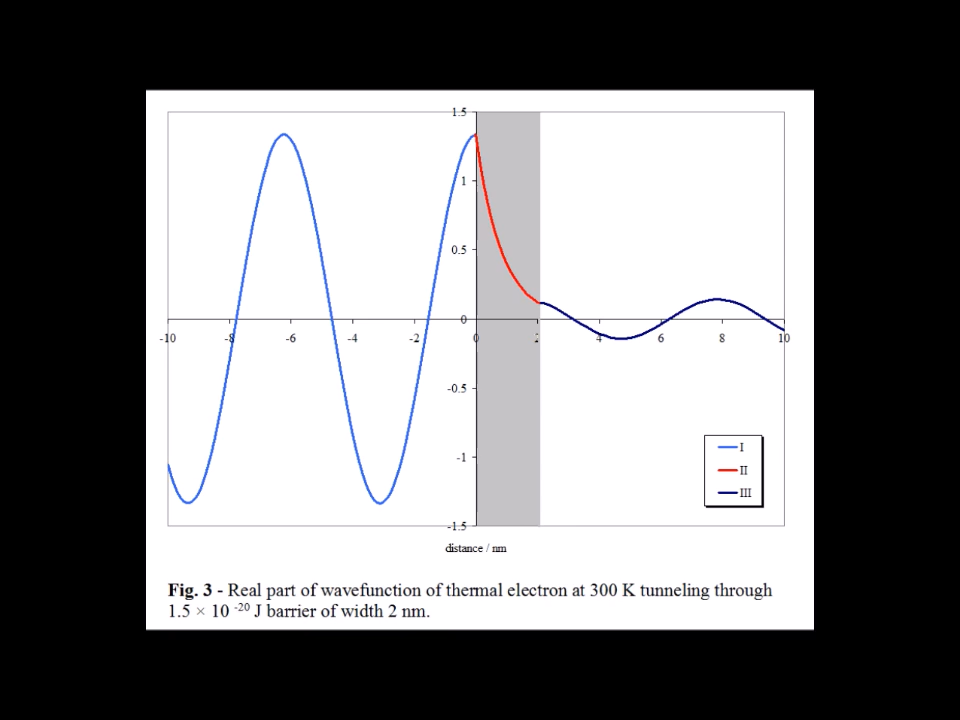 1.5
1
0.5
0
-10 -8 -6 -4 -2 0 2 4 6 8 10
-0.5
-1
-1.5
I
II
III
distance / nm
Fig. 3 - Real part of wavefunction of thermal electron at 300 K tunneling through
1.5 × 10 -20 J barrier of width 2 nm.